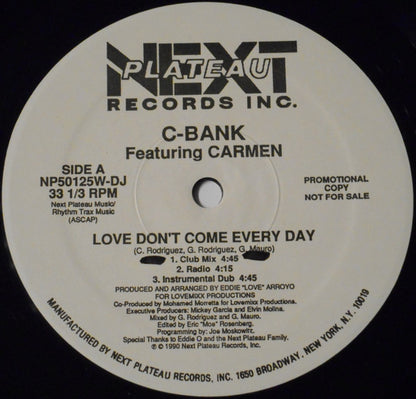 NEXT
PLATEAU
RECORDS INC.
C-BANK
Featuring CARMEN
SIDE A
NP50125W-DJ
33 1/3 RPM
Next Plateau Music/
Rhythm Trax Music
(ASCAP)
PROMOTIONAL
COPY
NOT FOR SALE
LOVE DON'T COME EVERY DAY
(C. Rodriguez, G. Rodriguez, G. Mauro)
1. Club Mix 4:45
2. Radio 4:15
3. Instrumental Dub 4:45
PRODUCED AND ARRANGED BY EDDIE "LOVE" ARROYO
FOR LOVEMIXX PRODUCTIONS
Co-Produced by Mohamed Morretta for Lovemixx Productions.
Executive Producers: Mickey Garcia and Elvin Molina.
Mixed by G. Rodriguez and G. Mauro.
Edited by Eric "Mos" Rosenberg.
Programming by: Joe Moskowitz.
Special Thanks to Eddie O and the Next Plateau Family.
℗ © 1990 Next Plateau Records, Inc.
MANUFACTURED BY NEXT PLATEAU RECORDS, INC. 1650 BROADWAY, NEW YORK, N.Y. 10019